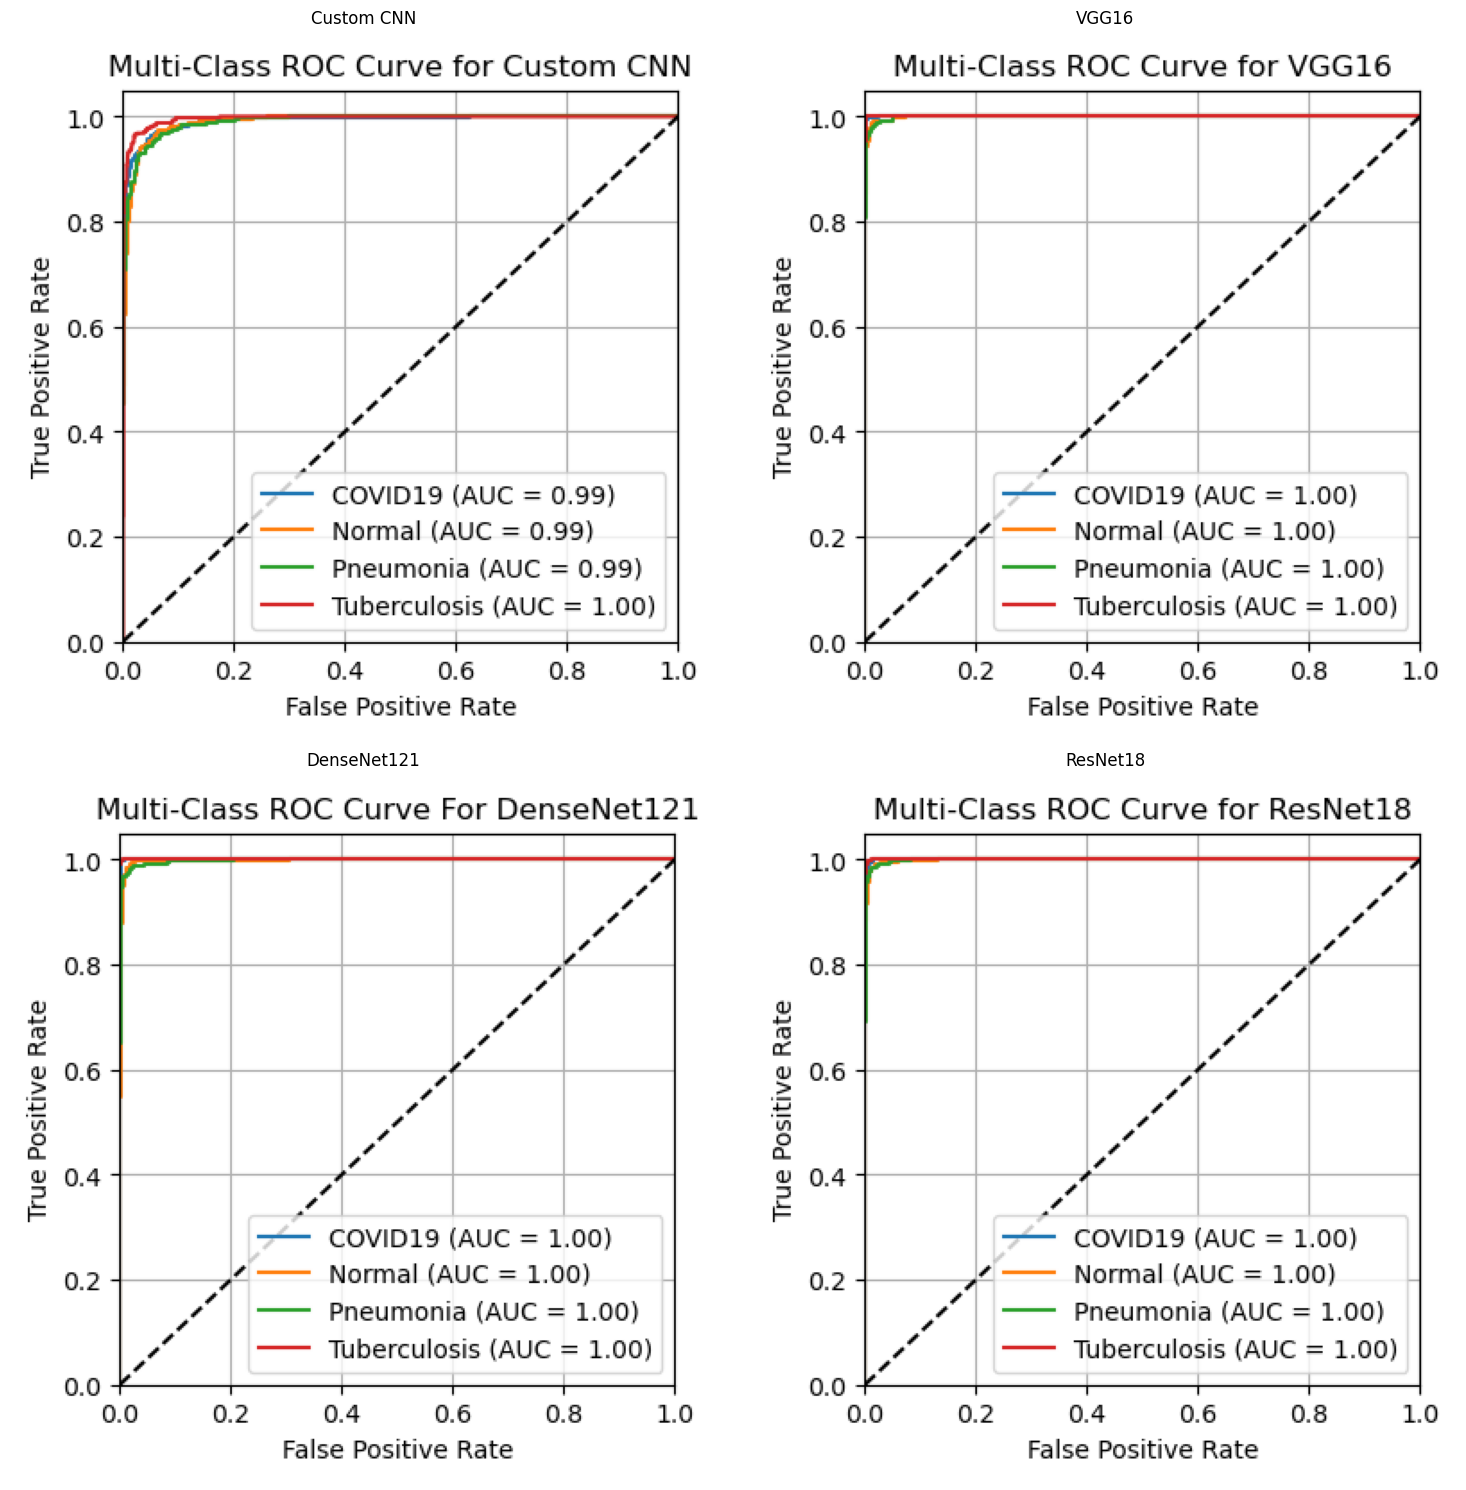 Custom CNN
Multi-Class ROC Curve for Custom CNN
1.0
0.8
0.6
0.4
0.2
0.0
True Positive Rate
COVID19 (AUC = 0.99)
Normal (AUC = 0.99)
Pneumonia (AUC = 0.99)
Tuberculosis (AUC = 1.00)
0.0 0.2 0.4 0.6 0.8 1.0
False Positive Rate
VGG16
Multi-Class ROC Curve for VGG16
1.0
0.8
0.6
0.4
0.2
0.0
True Positive Rate
COVID19 (AUC = 1.00)
Normal (AUC = 1.00)
Pneumonia (AUC = 1.00)
Tuberculosis (AUC = 1.00)
0.0 0.2 0.4 0.6 0.8 1.0
False Positive Rate
DenseNet121
Multi-Class ROC Curve For DenseNet121
1.0
0.8
0.6
0.4
0.2
0.0
True Positive Rate
COVID19 (AUC = 1.00)
Normal (AUC = 1.00)
Pneumonia (AUC = 1.00)
Tuberculosis (AUC = 1.00)
0.0 0.2 0.4 0.6 0.8 1.0
False Positive Rate
ResNet18
Multi-Class ROC Curve for ResNet18
1.0
0.8
0.6
0.4
0.2
0.0
True Positive Rate
COVID19 (AUC = 1.00)
Normal (AUC = 1.00)
Pneumonia (AUC = 1.00)
Tuberculosis (AUC = 1.00)
0.0 0.2 0.4 0.6 0.8 1.0
False Positive Rate